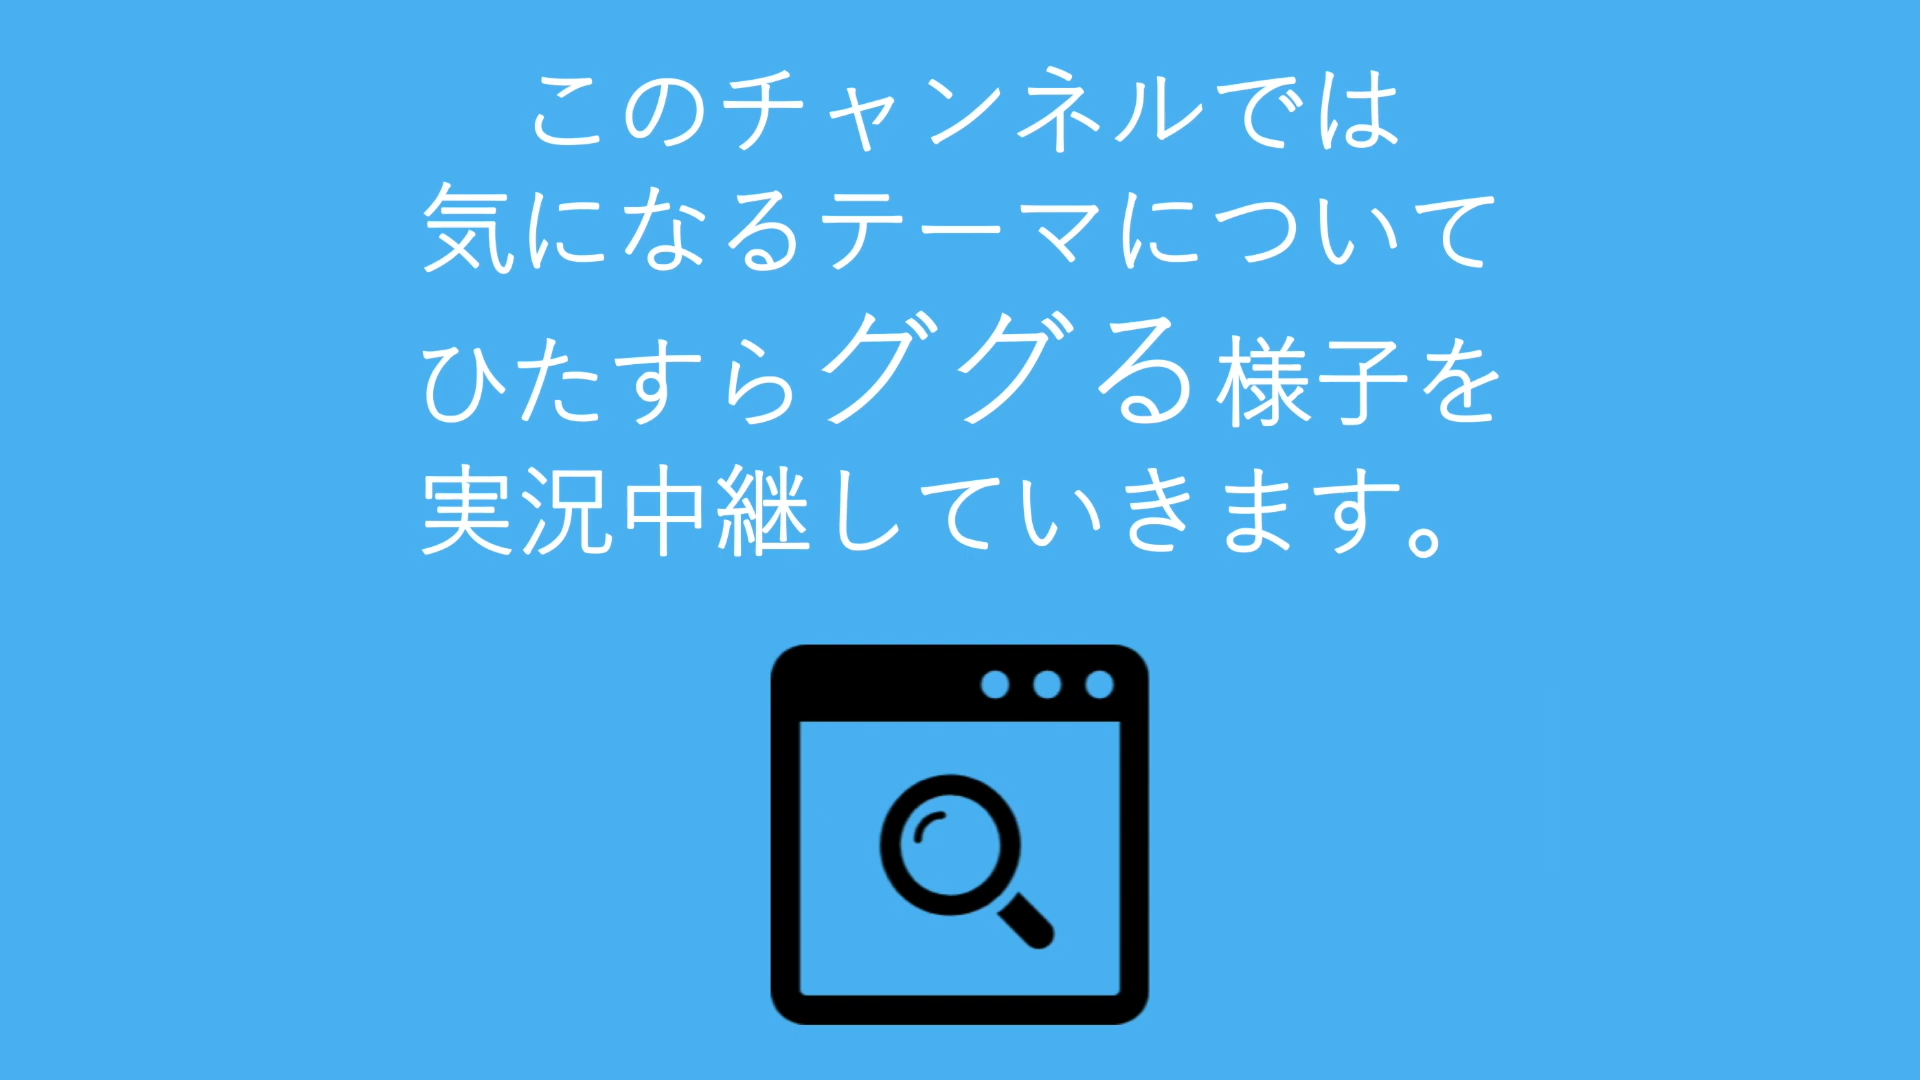 このチャンネルでは
気になるテーマについて
ひたすらググる様子を
実況中継していきます。